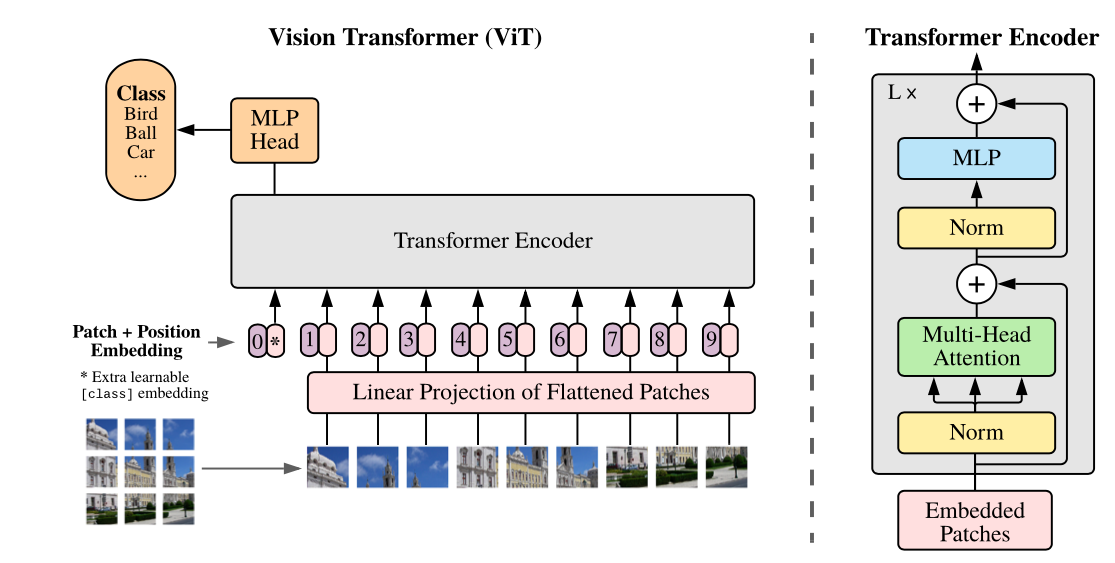 Vision Transformer (ViT)
Class
Bird
Ball
Car
...
MLP
Head
Transformer Encoder
Patch + Position
Embedding
0 * 1 2 3 4 5 6 7 8 9
* Extra learnable
[class] embedding
Linear Projection of Flattened Patches
Transformer Encoder
L ×
+
MLP
Norm
+
Multi-Head
Attention
Norm
Embedded
Patches